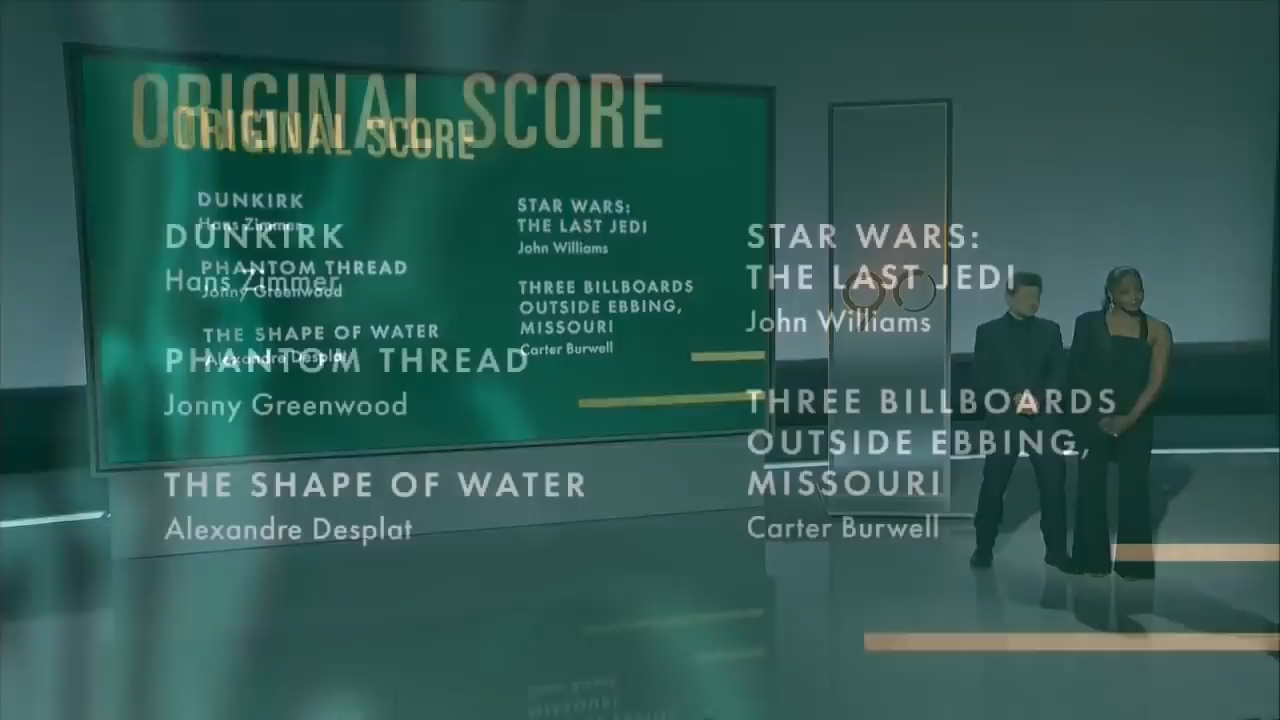 ORIGINAL SCORE
DUNKIRK
Hans Zimmer
PHANTOM THREAD
Jonny Greenwood
THE SHAPE OF WATER
Alexandre Desplat
STAR WARS:
THE LAST JEDI
John Williams
THREE BILLBOARDS
OUTSIDE EBBING,
MISSOURI
Carter Burwell
ORIGINAL SCORE
DUNKIRK
Hans Zimmer
PHANTOM THREAD
Jonny Greenwood
THE SHAPE OF WATER
Alexandre Desplat
STAR WARS:
THE LAST JEDI
John Williams
THREE BILLBOARDS
OUTSIDE EBBING,
MISSOURI
Carter Burwell